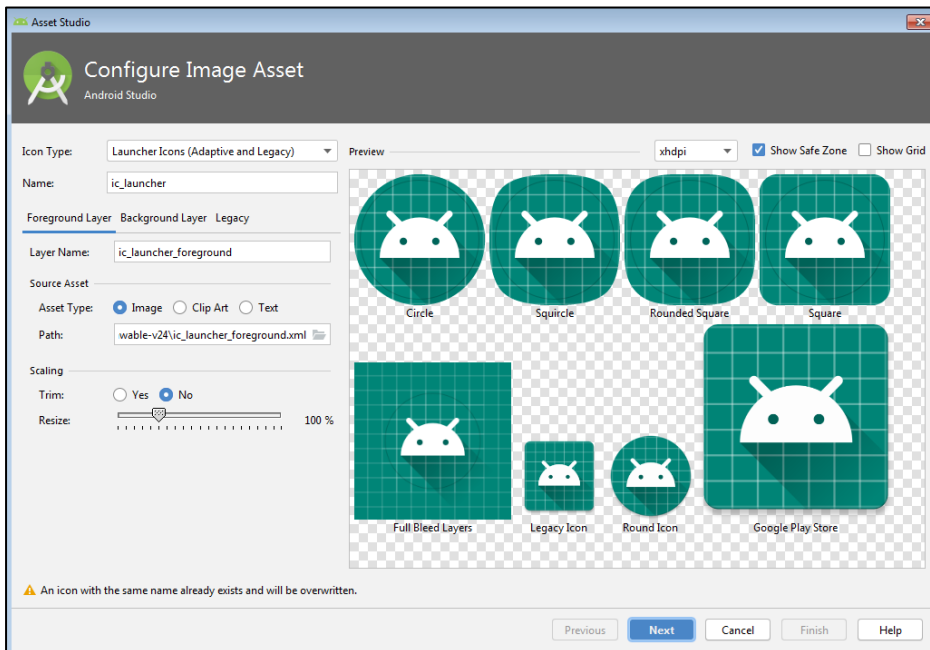 Asset Studio
Configure Image Asset
Android Studio
Icon Type: Launcher Icons (Adaptive and Legacy)
Name: ic_launcher
Foreground Layer Background Layer Legacy
Layer Name: ic_launcher_foreground
Source Asset
Asset Type: Image Clip Art Text
Path: wable-v24\ic_launcher_foreground.xml
Scaling
Trim: Yes No
Resize: 100 %
Preview xhdpi Show Safe Zone Show Grid
Circle Squircle Rounded Square Square
Full Bleed Layers Legacy Icon Round Icon Google Play Store
An icon with the same name already exists and will be overwritten.
Previous Next Cancel Finish Help